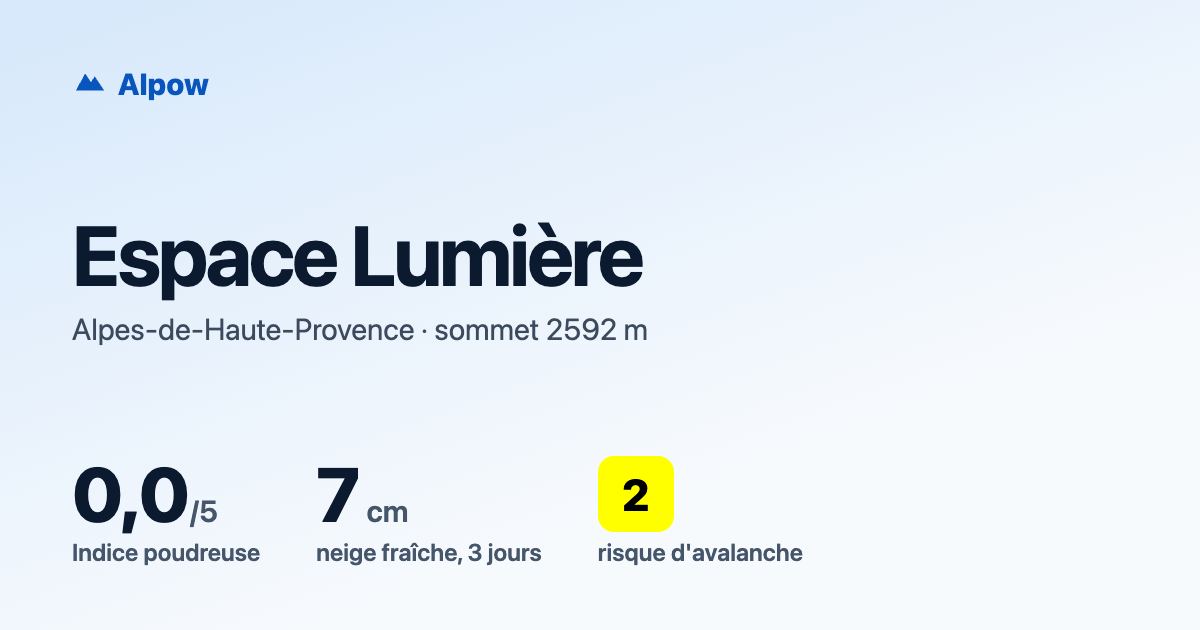 Alpow
Espace Lumière
Alpes-de-Haute-Provence · sommet 2592 m
0,0/5
Indice poudreuse
7 cm
neige fraîche, 3 jours
2
risque d'avalanche